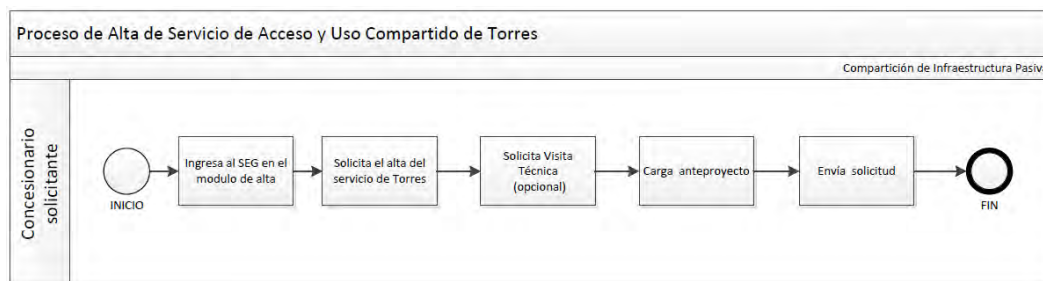 Proceso de Alta de Servicio de Acceso y Uso Compartido de Torres
Compartición de Infraestructura Pasiv
Concesionario
solicitante
INICIO
Ingresa al SEG en el
modulo de alta
Solicita el alta del
servicio de Torres
Solicita Visita
Técnica
(opcional)
Carga anteproyecto
Envía solicitud
FIN